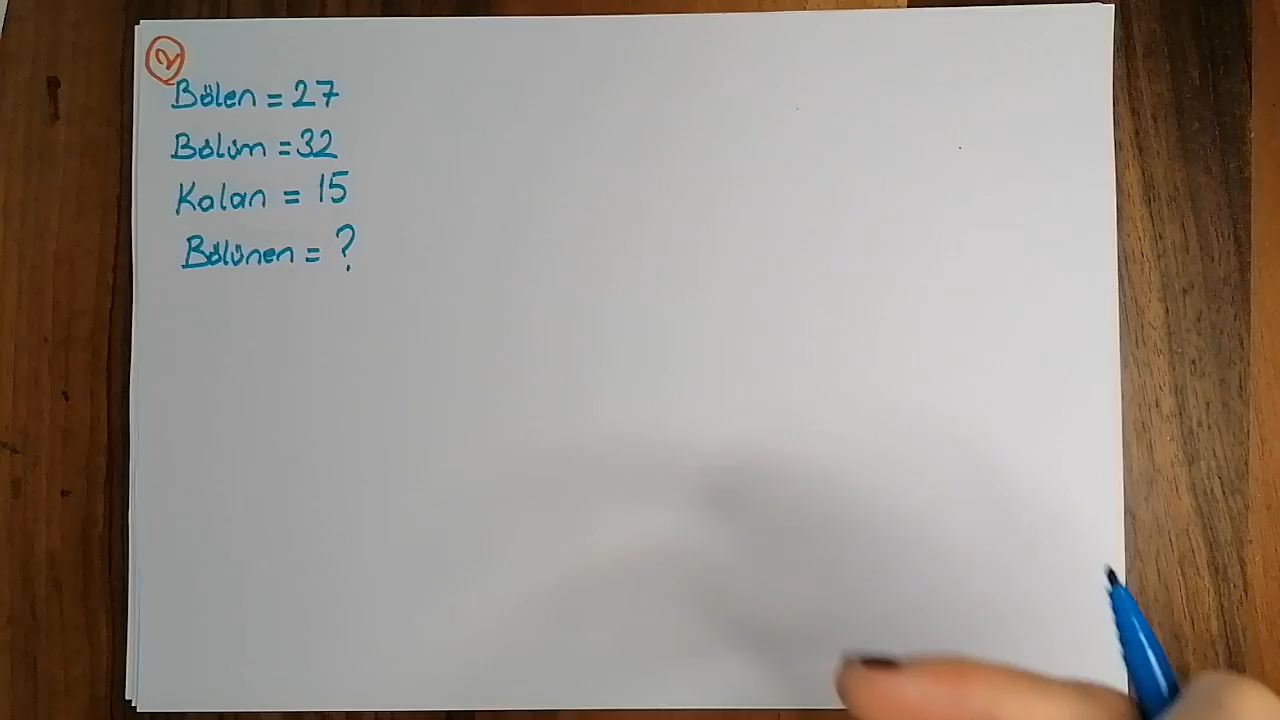 2
Bölen = 27
Bölüm = 32
Kalan = 15
Bölünen = ?